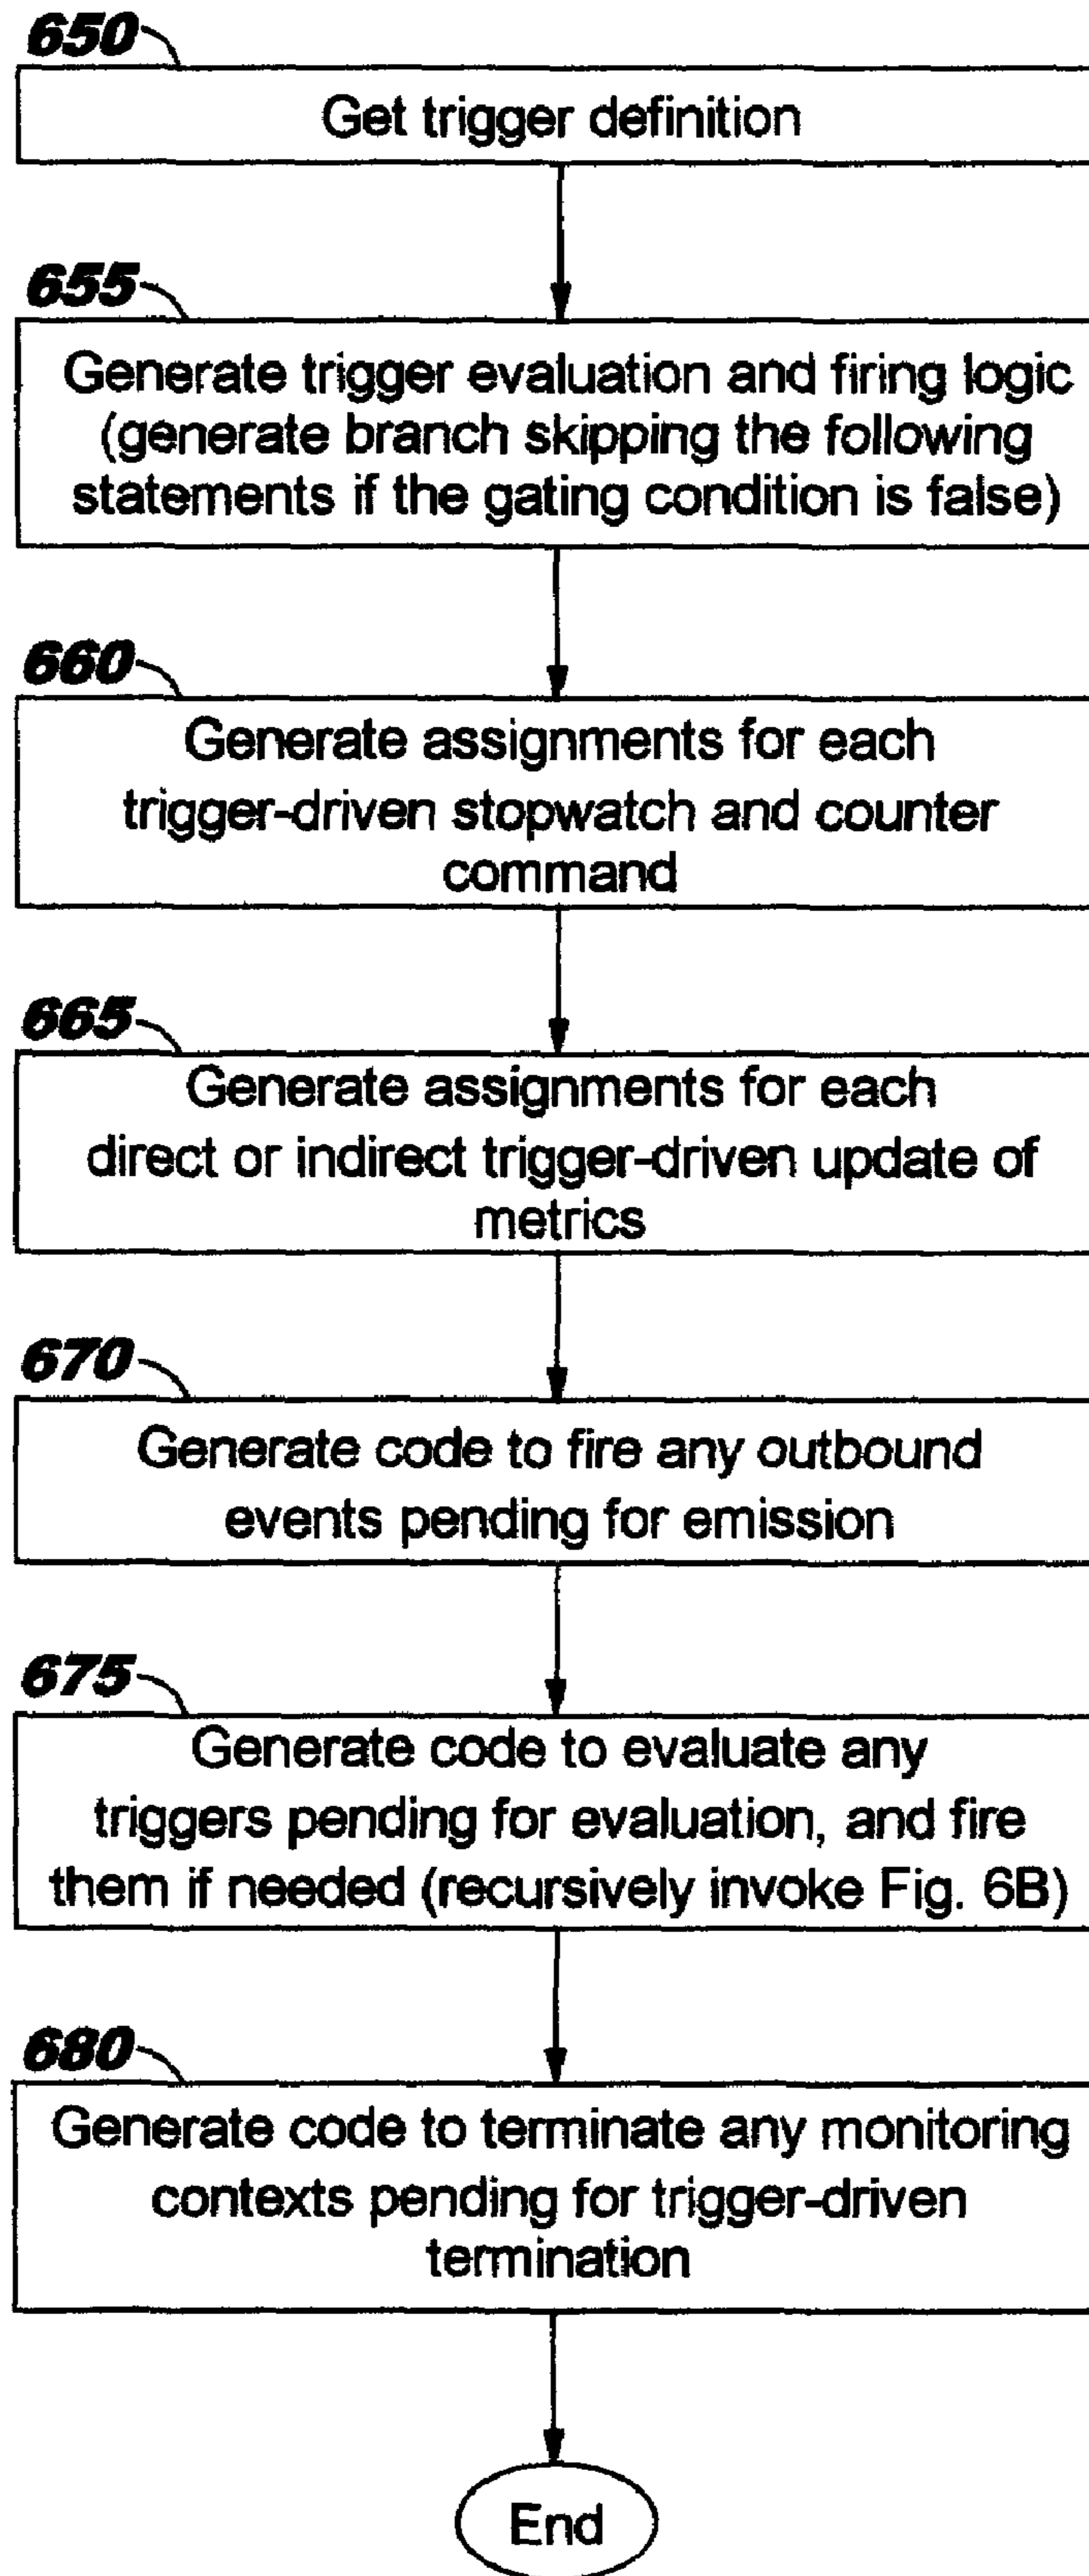 650
Get trigger definition
655
Generate trigger evaluation and firing logic
(generate branch skipping the following
statements if the gating condition is false)
660
Generate assignments for each
trigger-driven stopwatch and counter
command
665
Generate assignments for each
direct or indirect trigger-driven update of
metrics
670
Generate code to fire any outbound
events pending for emission
675
Generate code to evaluate any
triggers pending for evaluation, and fire
them if needed (recursively invoke Fig. 6B)
680
Generate code to terminate any monitoring
contexts pending for trigger-driven
termination
End